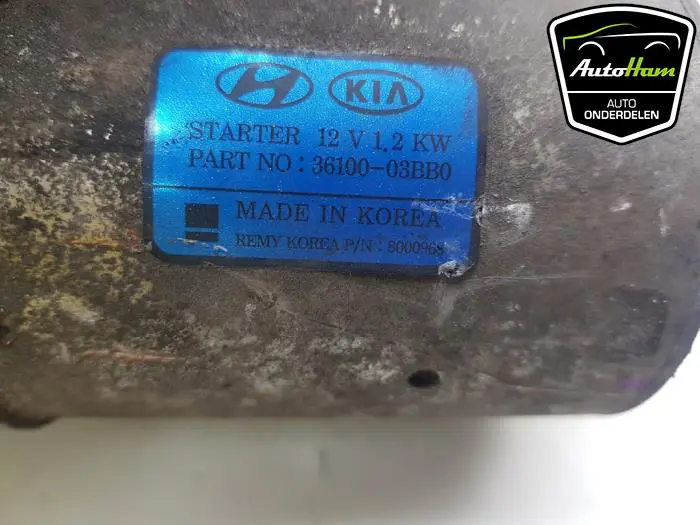 KIA
STARTER 12 V 1.2 KW
PART NO : 36100-03BB0
MADE IN KOREA
REMY KOREA P/N : 8000968
AutoHam
AUTO
ONDERDELEN